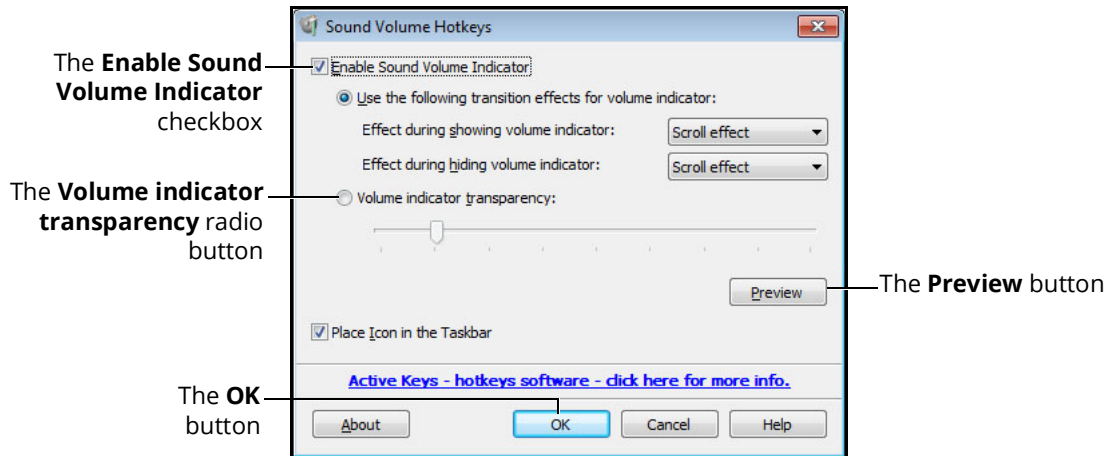 Sound Volume Hotkeys
The Enable Sound
Volume Indicator
checkbox
Enable Sound Volume Indicator
Use the following transition effects for volume indicator:
Effect during showing volume indicator:
Scroll effect
Effect during hiding volume indicator:
Scroll effect
The Volume indicator
transparency radio
button
Volume indicator transparency:
Preview
The Preview button
Place Icon in the Taskbar
Active Keys - hotkeys software - click here for more info.
The OK
button
About
OK
Cancel
Help